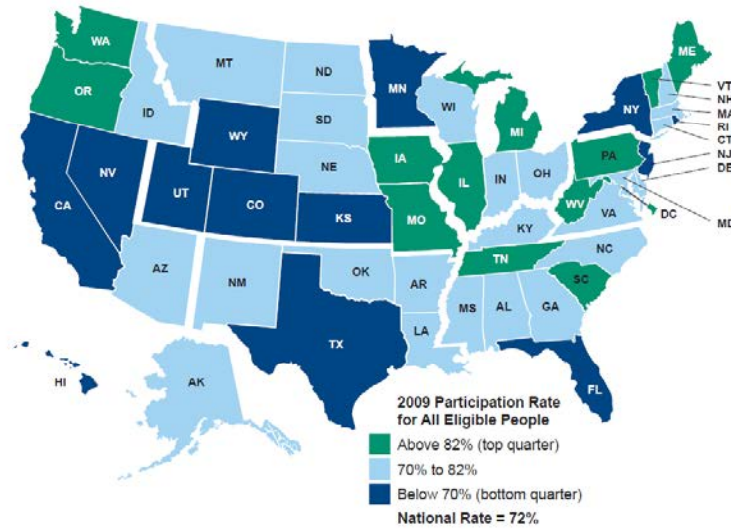 WA
OR
ID
MT
ND
SD
NE
WY
CA
NV
UT
CO
KS
AZ
NM
OK
TX
MN
IA
MO
AR
LA
WI
IL
MI
IN
OH
KY
TN
MS
AL
GA
FL
SC
NC
VA
WV
PA
NY
ME
VT
NH
MA
RI
CT
NJ
DE
DC
MD
HI
AK
2009 Participation Rate
for All Eligible People
Above 82% (top quarter)
70% to 82%
Below 70% (bottom quarter)
National Rate = 72%